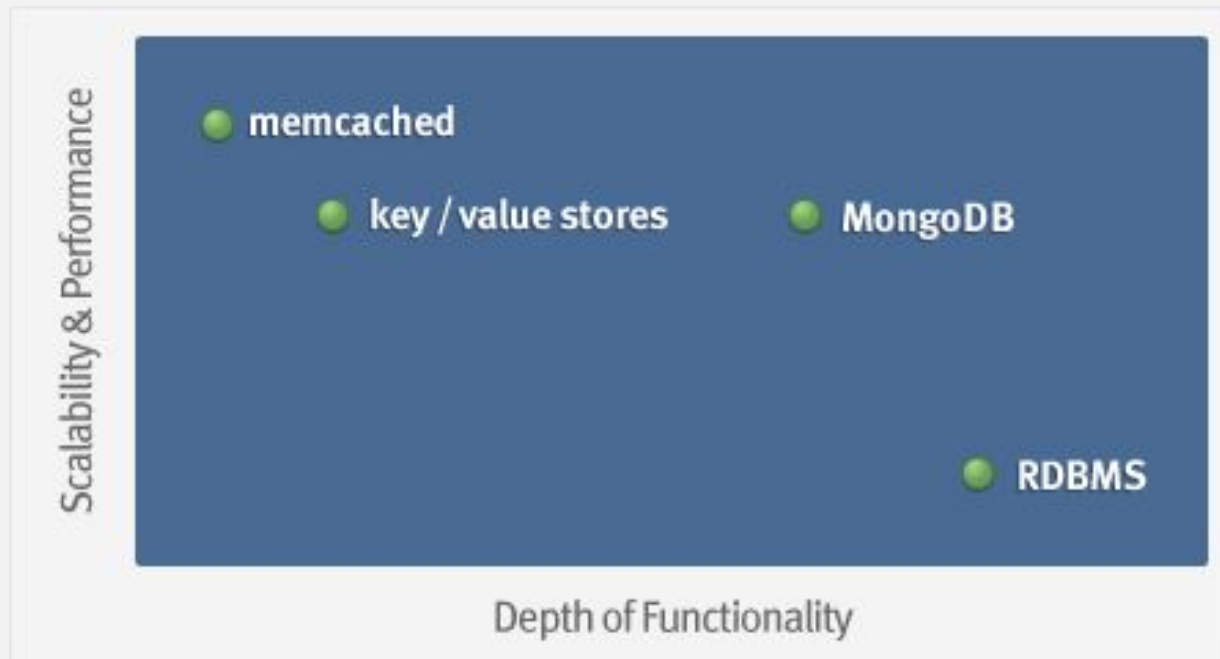 Scalability & Performance
memcached
key / value stores
MongoDB
RDBMS
Depth of Functionality